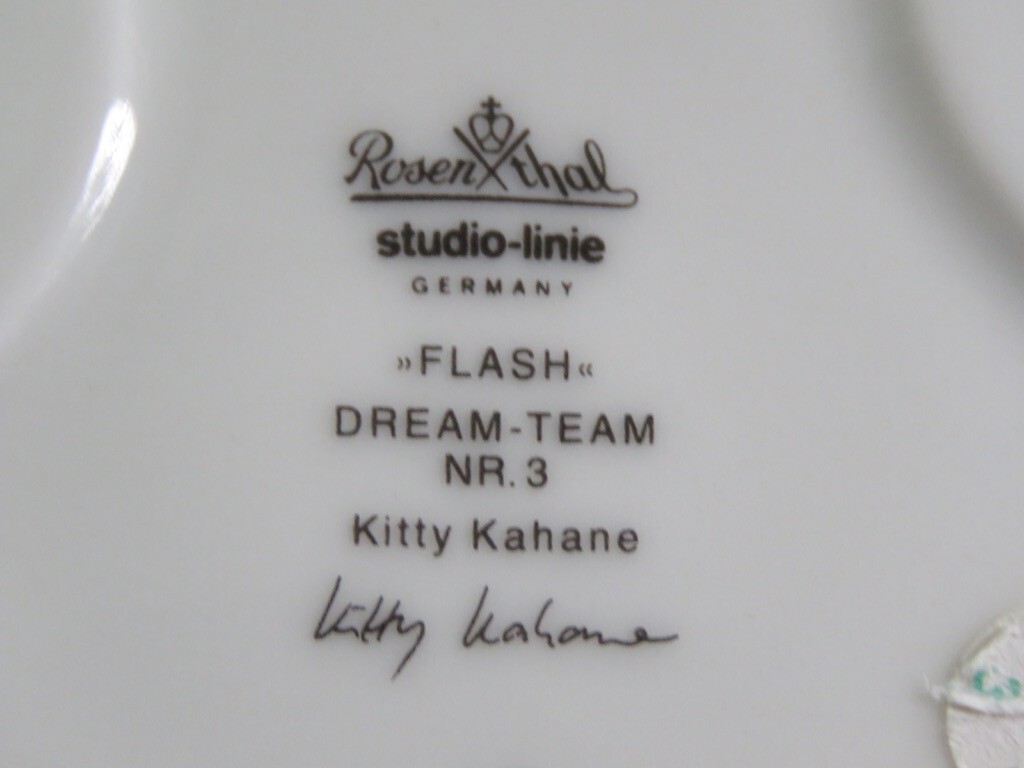 Rosenthal
studio-linie
GERMANY
»FLASH«
DREAM-TEAM
NR. 3
Kitty Kahane
Kitty Kahane